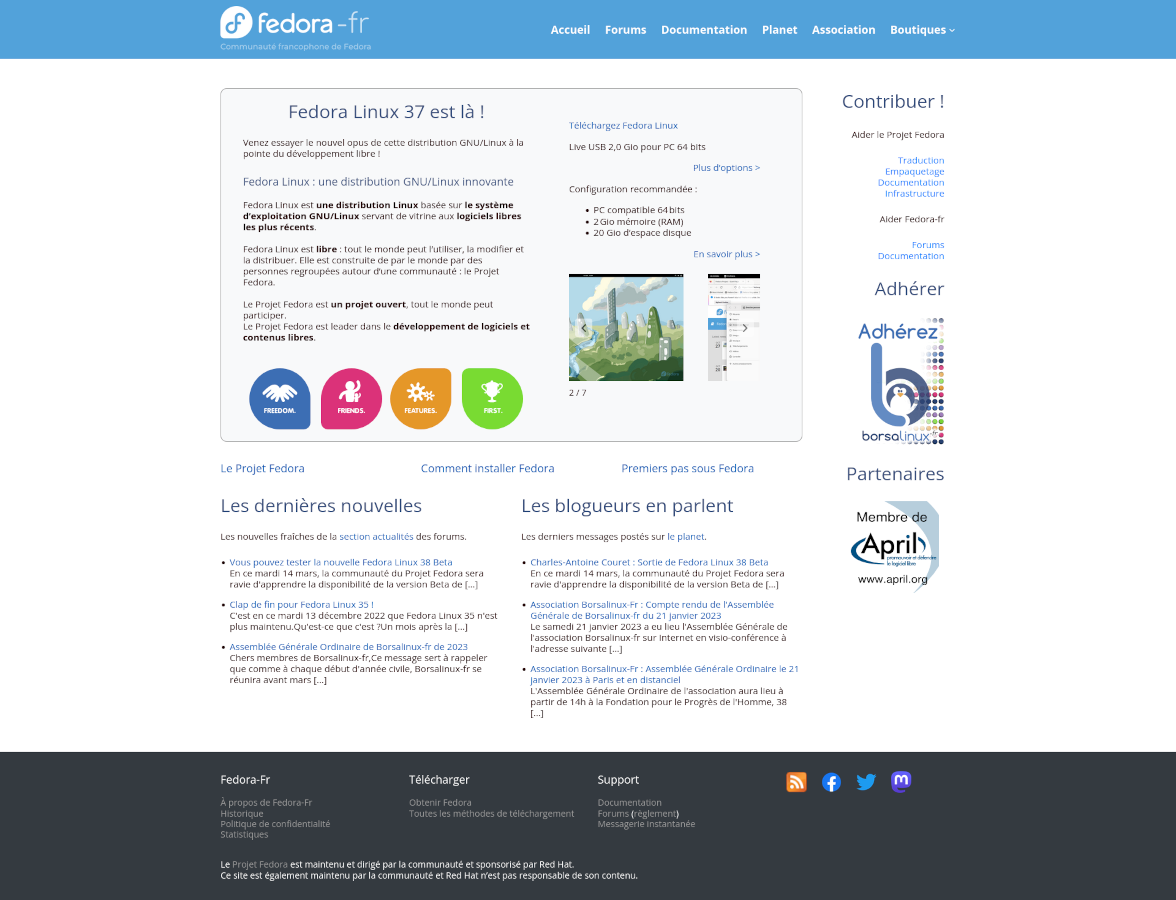 fedora-fr
Communauté francophone de Fedora
Accueil
Forums
Documentation
Planet
Association
Boutiques
Fedora Linux 37 est là !
Venez essayer le nouvel opus de cette distribution GNU/Linux à la
pointe du développement libre !
Fedora Linux : une distribution GNU/Linux innovante
Fedora Linux est une distribution Linux basée sur le système
d’exploitation GNU/Linux servant de vitrine aux logiciels libres
les plus récents.
Fedora Linux est libre : tout le monde peut l’utiliser, la modifier et
la distribuer. Elle est construite de par le monde par des
personnes regroupées autour d’une communauté : le Projet
Fedora.
Le Projet Fedora est un projet ouvert, tout le monde peut
participer.
Le Projet Fedora est leader dans le développement de logiciels et
contenus libres.
FREEDOM.
FRIENDS.
FEATURES.
FIRST.
Téléchargez Fedora Linux
Live USB 2,0 Gio pour PC 64 bits
Plus d’options >
Configuration recommandée :
• PC compatible 64 bits
• 2 Gio mémoire (RAM)
• 20 Gio d’espace disque
En savoir plus >
2 / 7
Contribuer !
Aider le Projet Fedora
Traduction
Empaquetage
Documentation
Infrastructure
Aider Fedora-fr
Forums
Documentation
Adhérer
Adhérez
borsalinux-fr
Partenaires
Membre de
April
promouvoir et défendre
le logiciel libre
www.april.org
Le Projet Fedora
Comment installer Fedora
Premiers pas sous Fedora
Les dernières nouvelles
Les nouvelles fraîches de la section actualités des forums.
• Vous pouvez tester la nouvelle Fedora Linux 38 Beta
En ce mardi 14 mars, la communauté du Projet Fedora sera
ravie d'apprendre la disponibilité de la version Beta de [...]
• Clap de fin pour Fedora Linux 35 !
C'est en ce mardi 13 décembre 2022 que Fedora Linux 35 n'est
plus maintenu.Qu'est-ce que c'est ?Un mois après la [...]
• Assemblée Générale Ordinaire de Borsalinux-fr de 2023
Chers membres de Borsalinux-fr,Ce message sert à rappeler
que comme à chaque début d'année civile, Borsalinux-fr se
réunira avant mars [...]
Les blogueurs en parlent
Les derniers messages postés sur le planet.
• Charles-Antoine Couret : Sortie de Fedora Linux 38 Beta
En ce mardi 14 mars, la communauté du Projet Fedora sera
ravie d'apprendre la disponibilité de la version Beta de [...]
• Association Borsalinux-Fr : Compte rendu de l'Assemblée
Générale de Borsalinux-fr du 21 janvier 2023
Le samedi 21 janvier 2023 a eu lieu l'Assemblée Générale de
l'association Borsalinux-fr sur Internet en visio-conférence à
l'adresse suivante [...]
• Association Borsalinux-Fr : Assemblée Générale Ordinaire le 21
janvier 2023 à Paris et en distanciel
L'Assemblée Générale Ordinaire de l'association aura lieu à
partir de 14h à la Fondation pour le Progrès de l'Homme, 38
[...]
Fedora-Fr
À propos de Fedora-Fr
Historique
Politique de confidentialité
Statistiques
Télécharger
Obtenir Fedora
Toutes les méthodes de téléchargement
Support
Documentation
Forums (règlement)
Messagerie instantanée
Le Projet Fedora est maintenu et dirigé par la communauté et sponsorisé par Red Hat.
Ce site est également maintenu par la communauté et Red Hat n’est pas responsable de son contenu.